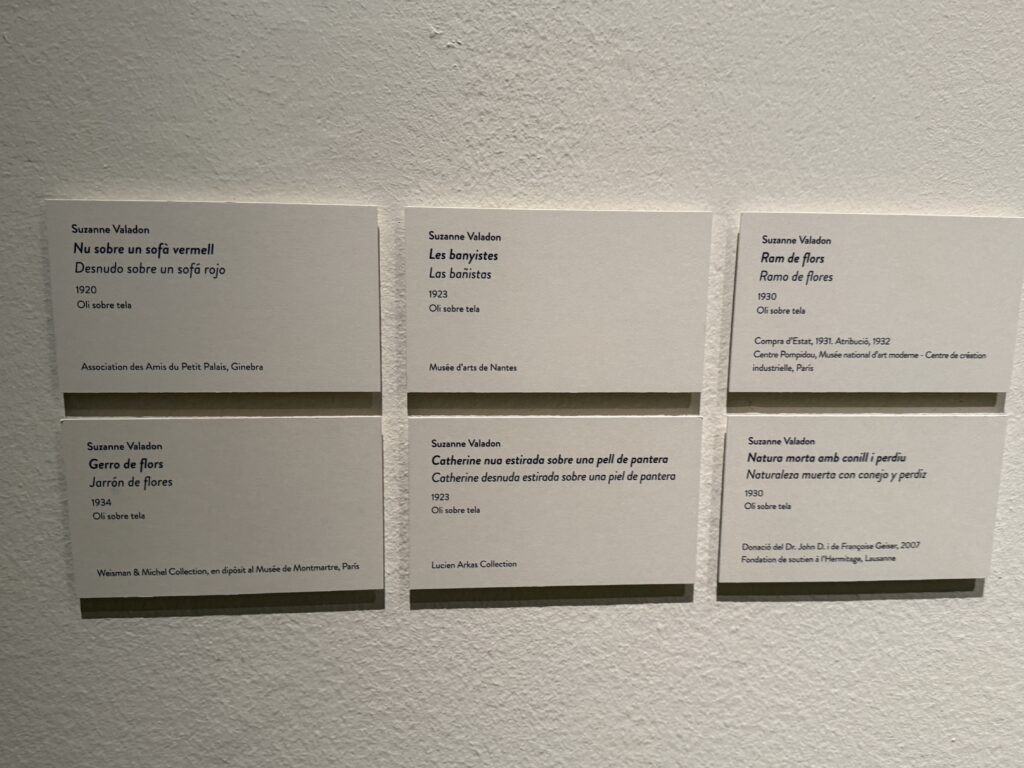 Suzanne Valadon
Nu sobre un sofà vermell
Desnudo sobre un sofá rojo
1920
Oli sobre tela
Association des Amis du Petit Palais, Ginebra
Suzanne Valadon
Les banyistes
Las bañistas
1923
Oli sobre tela
Musée d'arts de Nantes
Suzanne Valadon
Ram de flors
Ramo de flores
1930
Oli sobre tela
Compra d'Estat, 1931. Atribució, 1932
Centre Pompidou, Musée national d'art moderne - Centre de création
industrielle, París
Suzanne Valadon
Gerro de flors
Jarrón de flores
1934
Oli sobre tela
Weisman & Michel Collection, en dipòsit al Musée de Montmartre, París
Suzanne Valadon
Catherine nua estirada sobre una pell de pantera
Catherine desnuda estirada sobre una piel de pantera
1923
Oli sobre tela
Lucien Arkas Collection
Suzanne Valadon
Natura morta amb conill i perdiu
Naturaleza muerta con conejo y perdiz
1930
Oli sobre tela
Donació del Dr. John D. i de Françoise Geiser, 2007
Fondation de soutien à l'Hermitage, Lausanne